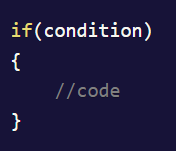 if(condition)
{
    //code
}